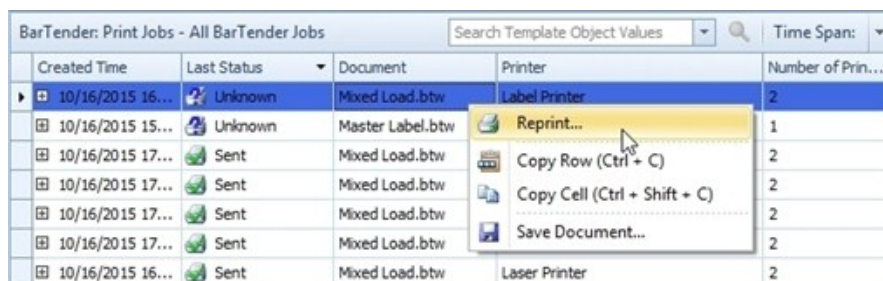 BarTender: Print Jobs - All BarTender Jobs Search Template Object Values Time Span:
Created Time Last Status Document Printer Number of Prin...
10/16/2015 16... Unknown Mixed Load.btw Label Printer 2
10/16/2015 15... Unknown Master Label.btw 1
Reprint...
10/16/2015 17... Sent Mixed Load.btw 2
Copy Row (Ctrl + C)
10/16/2015 17... Sent Mixed Load.btw 2
Copy Cell (Ctrl + Shift + C)
10/16/2015 17... Sent Mixed Load.btw 2
Save Document...
10/16/2015 17... Sent Mixed Load.btw 2
10/16/2015 16... Sent Mixed Load.btw Laser Printer 2